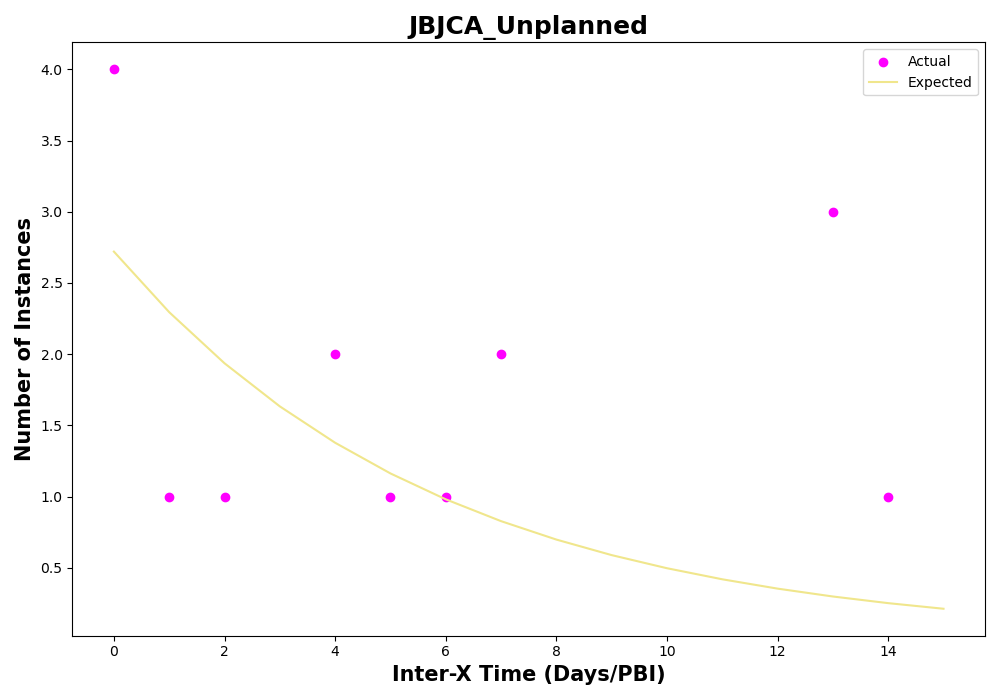 JBJCA_Unplanned
Actual
Expected
4.0
3.5
3.0
2.5
2.0
1.5
1.0
0.5
Number of Instances
0 2 4 6 8 10 12 14
Inter-X Time (Days/PBI)